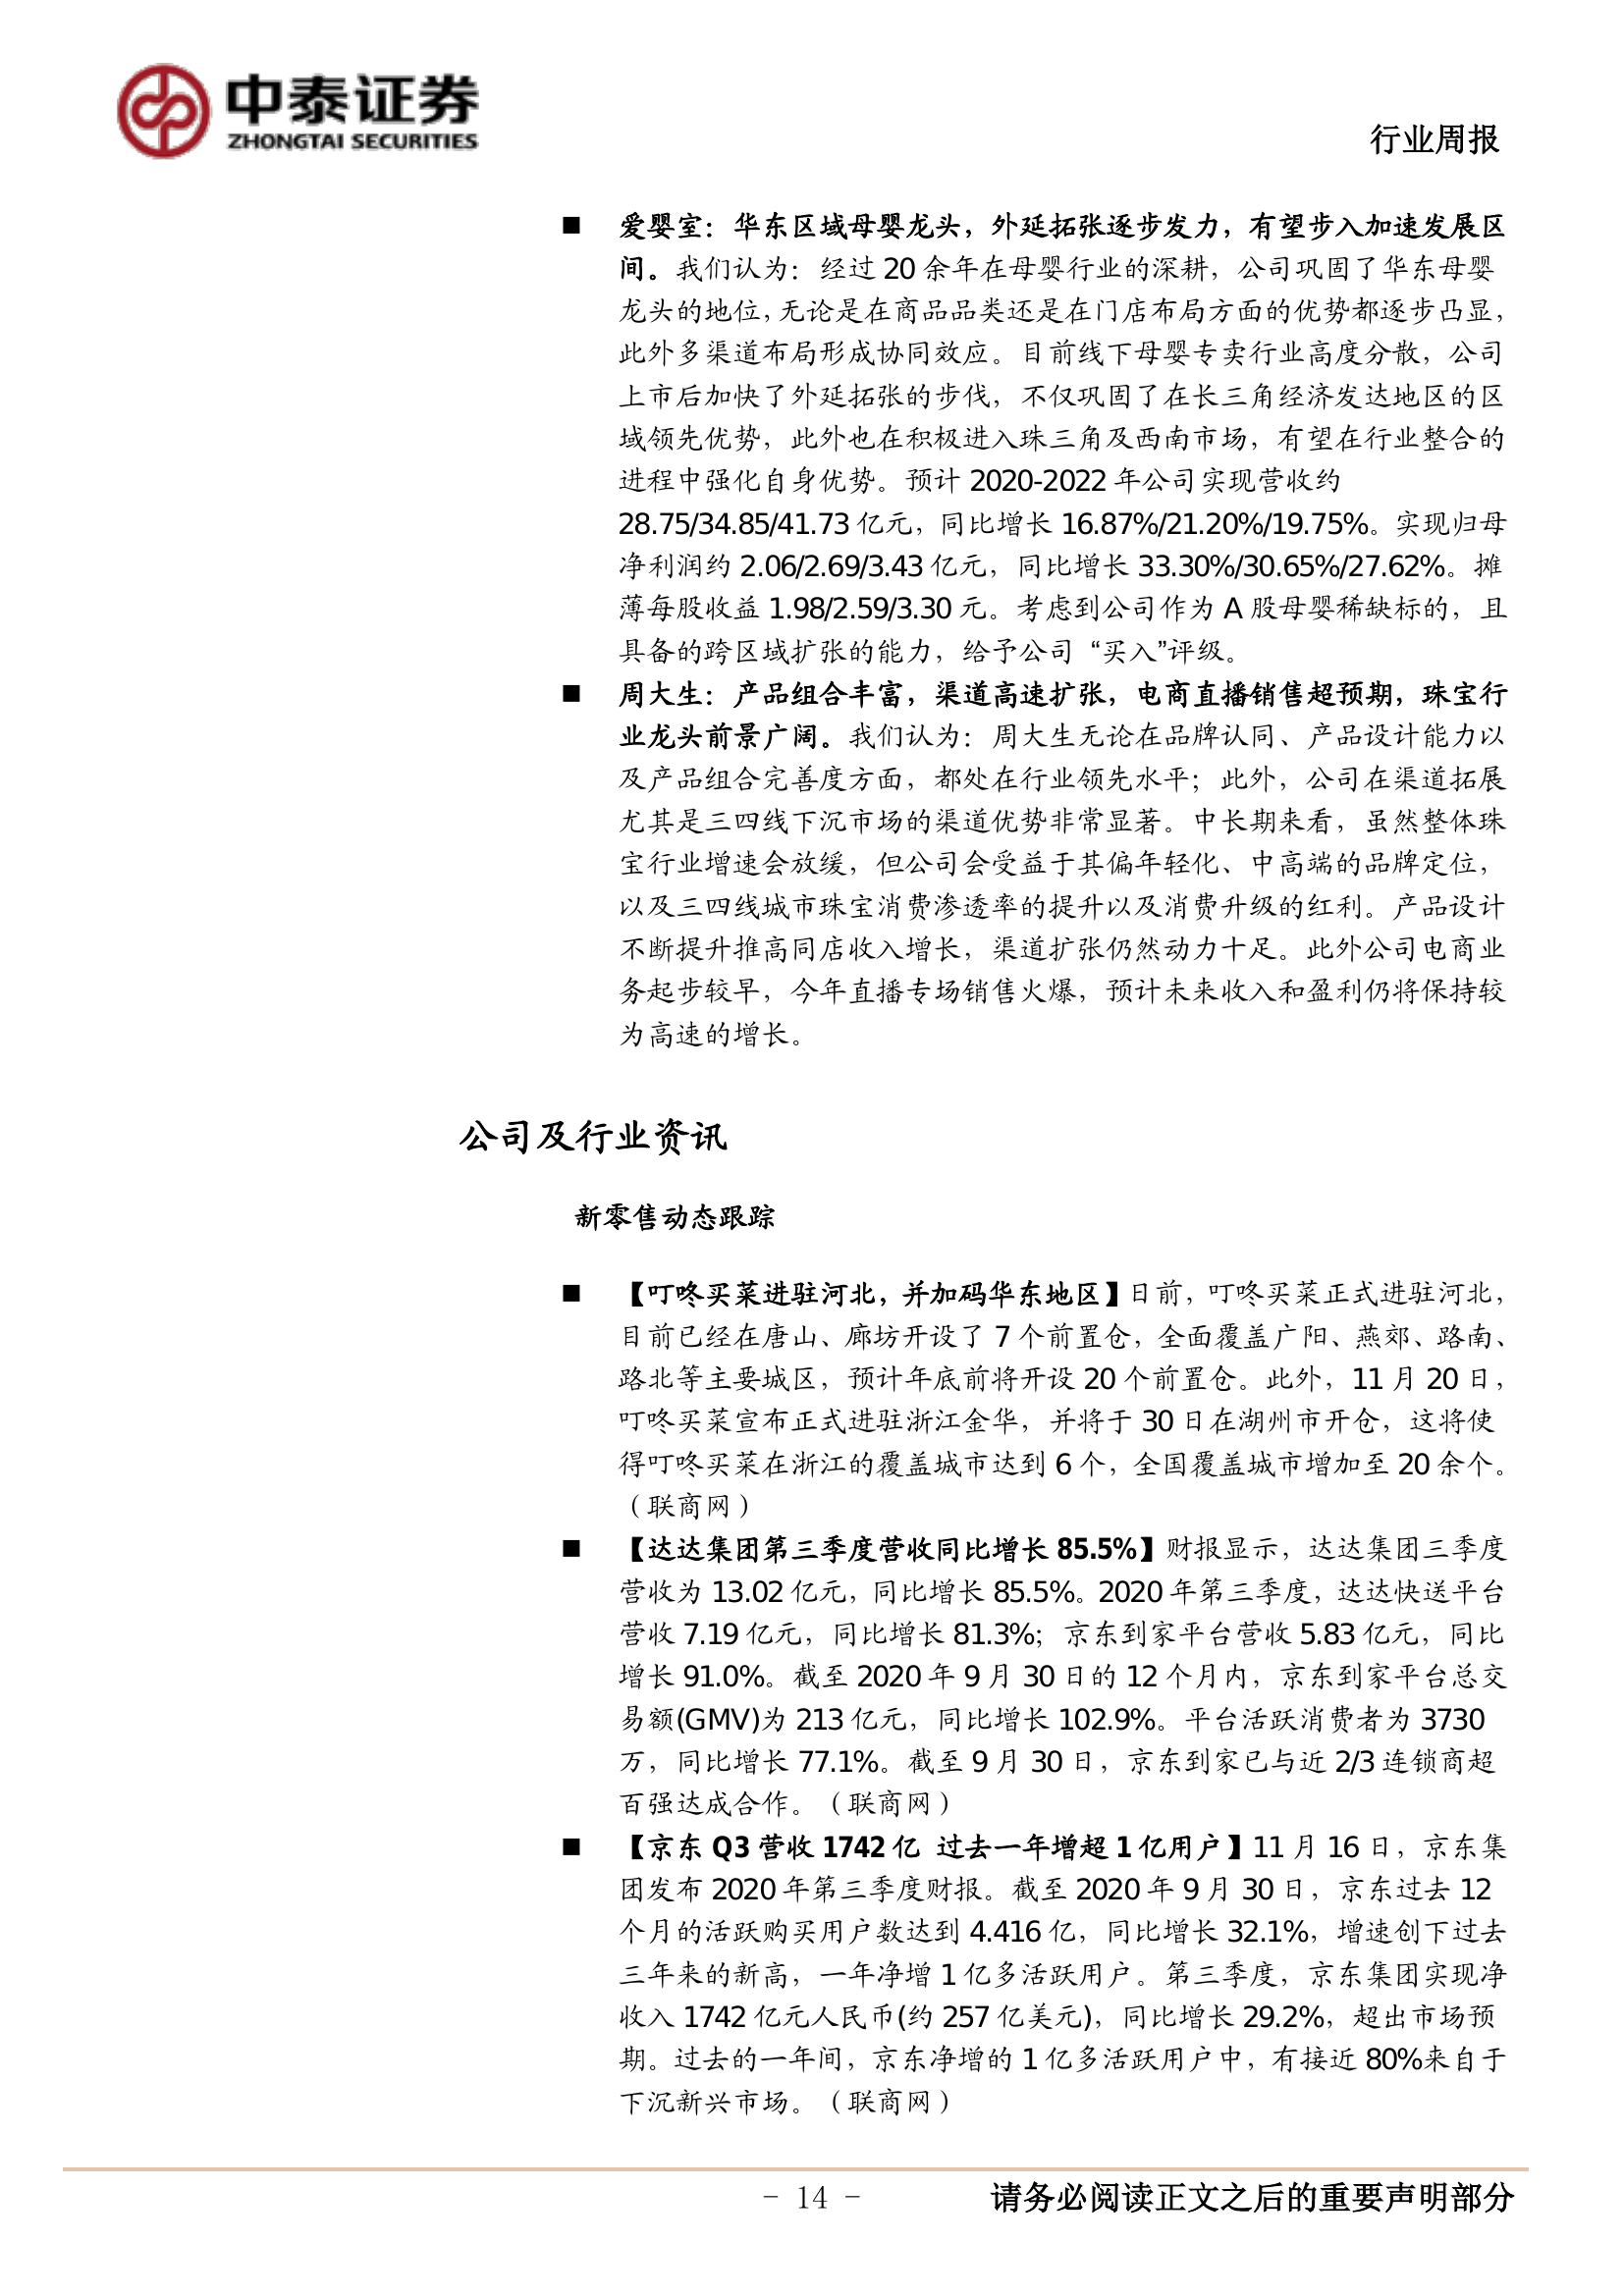 中泰证券
ZHONGTAI SECURITIES
行业周报
■ 爱婴室：华东区域母婴龙头，外延拓张逐步发力，有望步入加速发展区
间。我们认为：经过 20 余年在母婴行业的深耕，公司巩固了华东母婴
龙头的地位，无论是在商品品类还是在门店布局方面的优势都逐步凸显，
此外多渠道布局形成协同效应。目前线下母婴专卖行业高度分散，公司
上市后加快了外延拓张的步伐，不仅巩固了在长三角经济发达地区的区
域领先优势，此外也在积极进入珠三角及西南市场，有望在行业整合的
进程中强化自身优势。预计 2020-2022 年公司实现营收约
28.75/34.85/41.73 亿元，同比增长 16.87%/21.20%/19.75%。实现归母
净利润约 2.06/2.69/3.43 亿元，同比增长 33.30%/30.65%/27.62%。摊
薄每股收益 1.98/2.59/3.30 元。考虑到公司作为 A 股母婴稀缺标的，且
具备的跨区域扩张的能力，给予公司 “买入”评级。
■ 周大生：产品组合丰富，渠道高速扩张，电商直播销售超预期，珠宝行
业龙头前景广阔。我们认为：周大生无论在品牌认同、产品设计能力以
及产品组合完善度方面，都处在行业领先水平；此外，公司在渠道拓展
尤其是三四线下沉市场的渠道优势非常显著。中长期来看，虽然整体珠
宝行业增速会放缓，但公司会受益于其偏年轻化、中高端的品牌定位，
以及三四线城市珠宝消费渗透率的提升以及消费升级的红利。产品设计
不断提升推高同店收入增长，渠道扩张仍然动力十足。此外公司电商业
务起步较早，今年直播专场销售火爆，预计未来收入和盈利仍将保持较
为高速的增长。
公司及行业资讯
新零售动态跟踪
■ 【叮咚买菜进驻河北，并加码华东地区】日前，叮咚买菜正式进驻河北，
目前已经在唐山、廊坊开设了 7 个前置仓，全面覆盖广阳、燕郊、路南、
路北等主要城区，预计年底前将开设 20 个前置仓。此外，11 月 20 日，
叮咚买菜宣布正式进驻浙江金华，并将于 30 日在湖州市开仓，这将使
得叮咚买菜在浙江的覆盖城市达到 6 个，全国覆盖城市增加至 20 余个。
（联商网）
■ 【达达集团第三季度营收同比增长 85.5%】财报显示，达达集团三季度
营收为 13.02 亿元，同比增长 85.5%。2020 年第三季度，达达快送平台
营收 7.19 亿元，同比增长 81.3%；京东到家平台营收 5.83 亿元，同比
增长 91.0%。截至 2020 年 9 月 30 日的 12 个月内，京东到家平台总交
易额(GMV)为 213 亿元，同比增长 102.9%。平台活跃消费者为 3730
万，同比增长 77.1%。截至 9 月 30 日，京东到家已与近 2/3 连锁商超
百强达成合作。（联商网）
■ 【京东 Q3 营收 1742 亿 过去一年增超 1 亿用户】11 月 16 日，京东集
团发布 2020 年第三季度财报。截至 2020 年 9 月 30 日，京东过去 12
个月的活跃购买用户数达到 4.416 亿，同比增长 32.1%，增速创下过去
三年来的新高，一年净增 1 亿多活跃用户。第三季度，京东集团实现净
收入 1742 亿元人民币(约 257 亿美元)，同比增长 29.2%，超出市场预
期。过去的一年间，京东净增的 1 亿多活跃用户中，有接近 80%来自于
下沉新兴市场。（联商网）
- 14 -
请务必阅读正文之后的重要声明部分